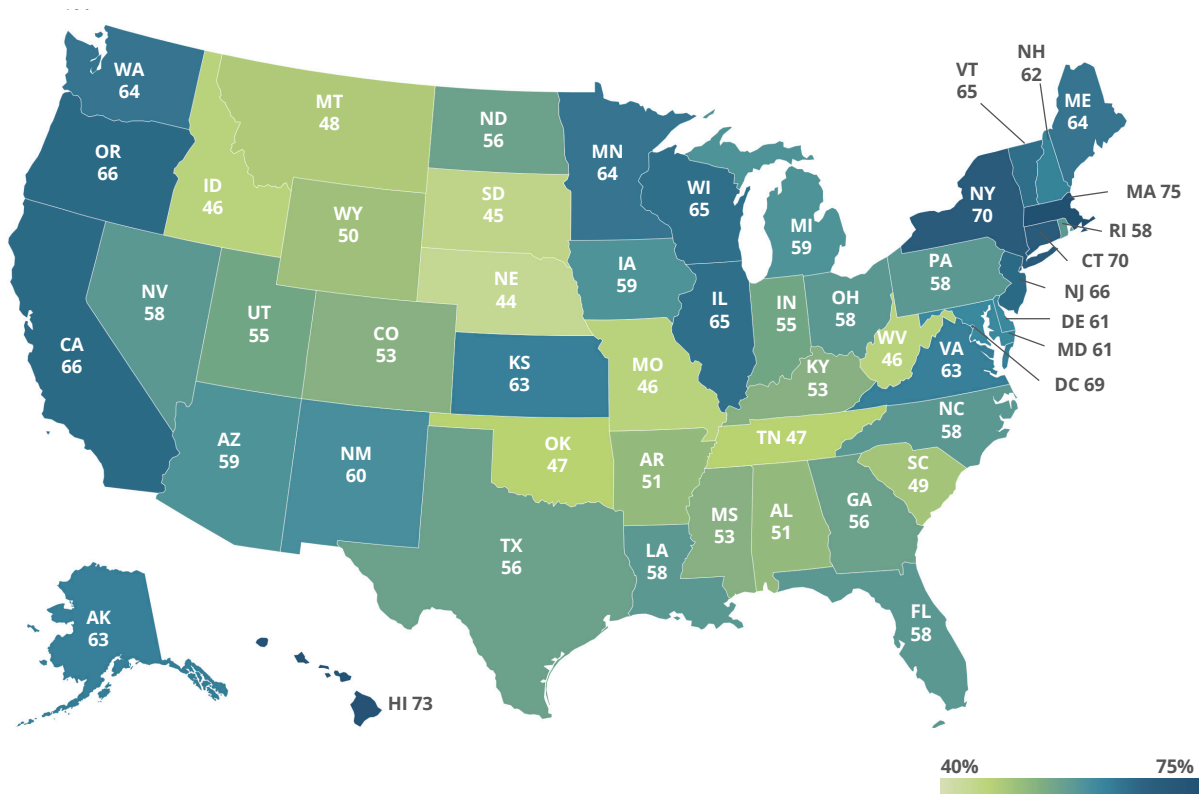 WA
64
OR
66
CA
66
NV
58
ID
46
MT
48
WY
50
UT
55
CO
53
AZ
59
NM
60
ND
56
SD
45
NE
44
KS
63
OK
47
TX
56
MN
64
IA
59
MO
46
AR
51
LA
58
WI
65
IL
65
MI
59
IN
55
OH
58
KY
53
TN 47
MS
53
AL
51
GA
56
FL
58
SC
49
NC
58
VA
63
WV
46
PA
58
NY
70
VT
65
NH
62
ME
64
MA 75
RI 58
CT 70
NJ 66
DE 61
MD 61
DC 69
AK
63
HI 73
40% 75%